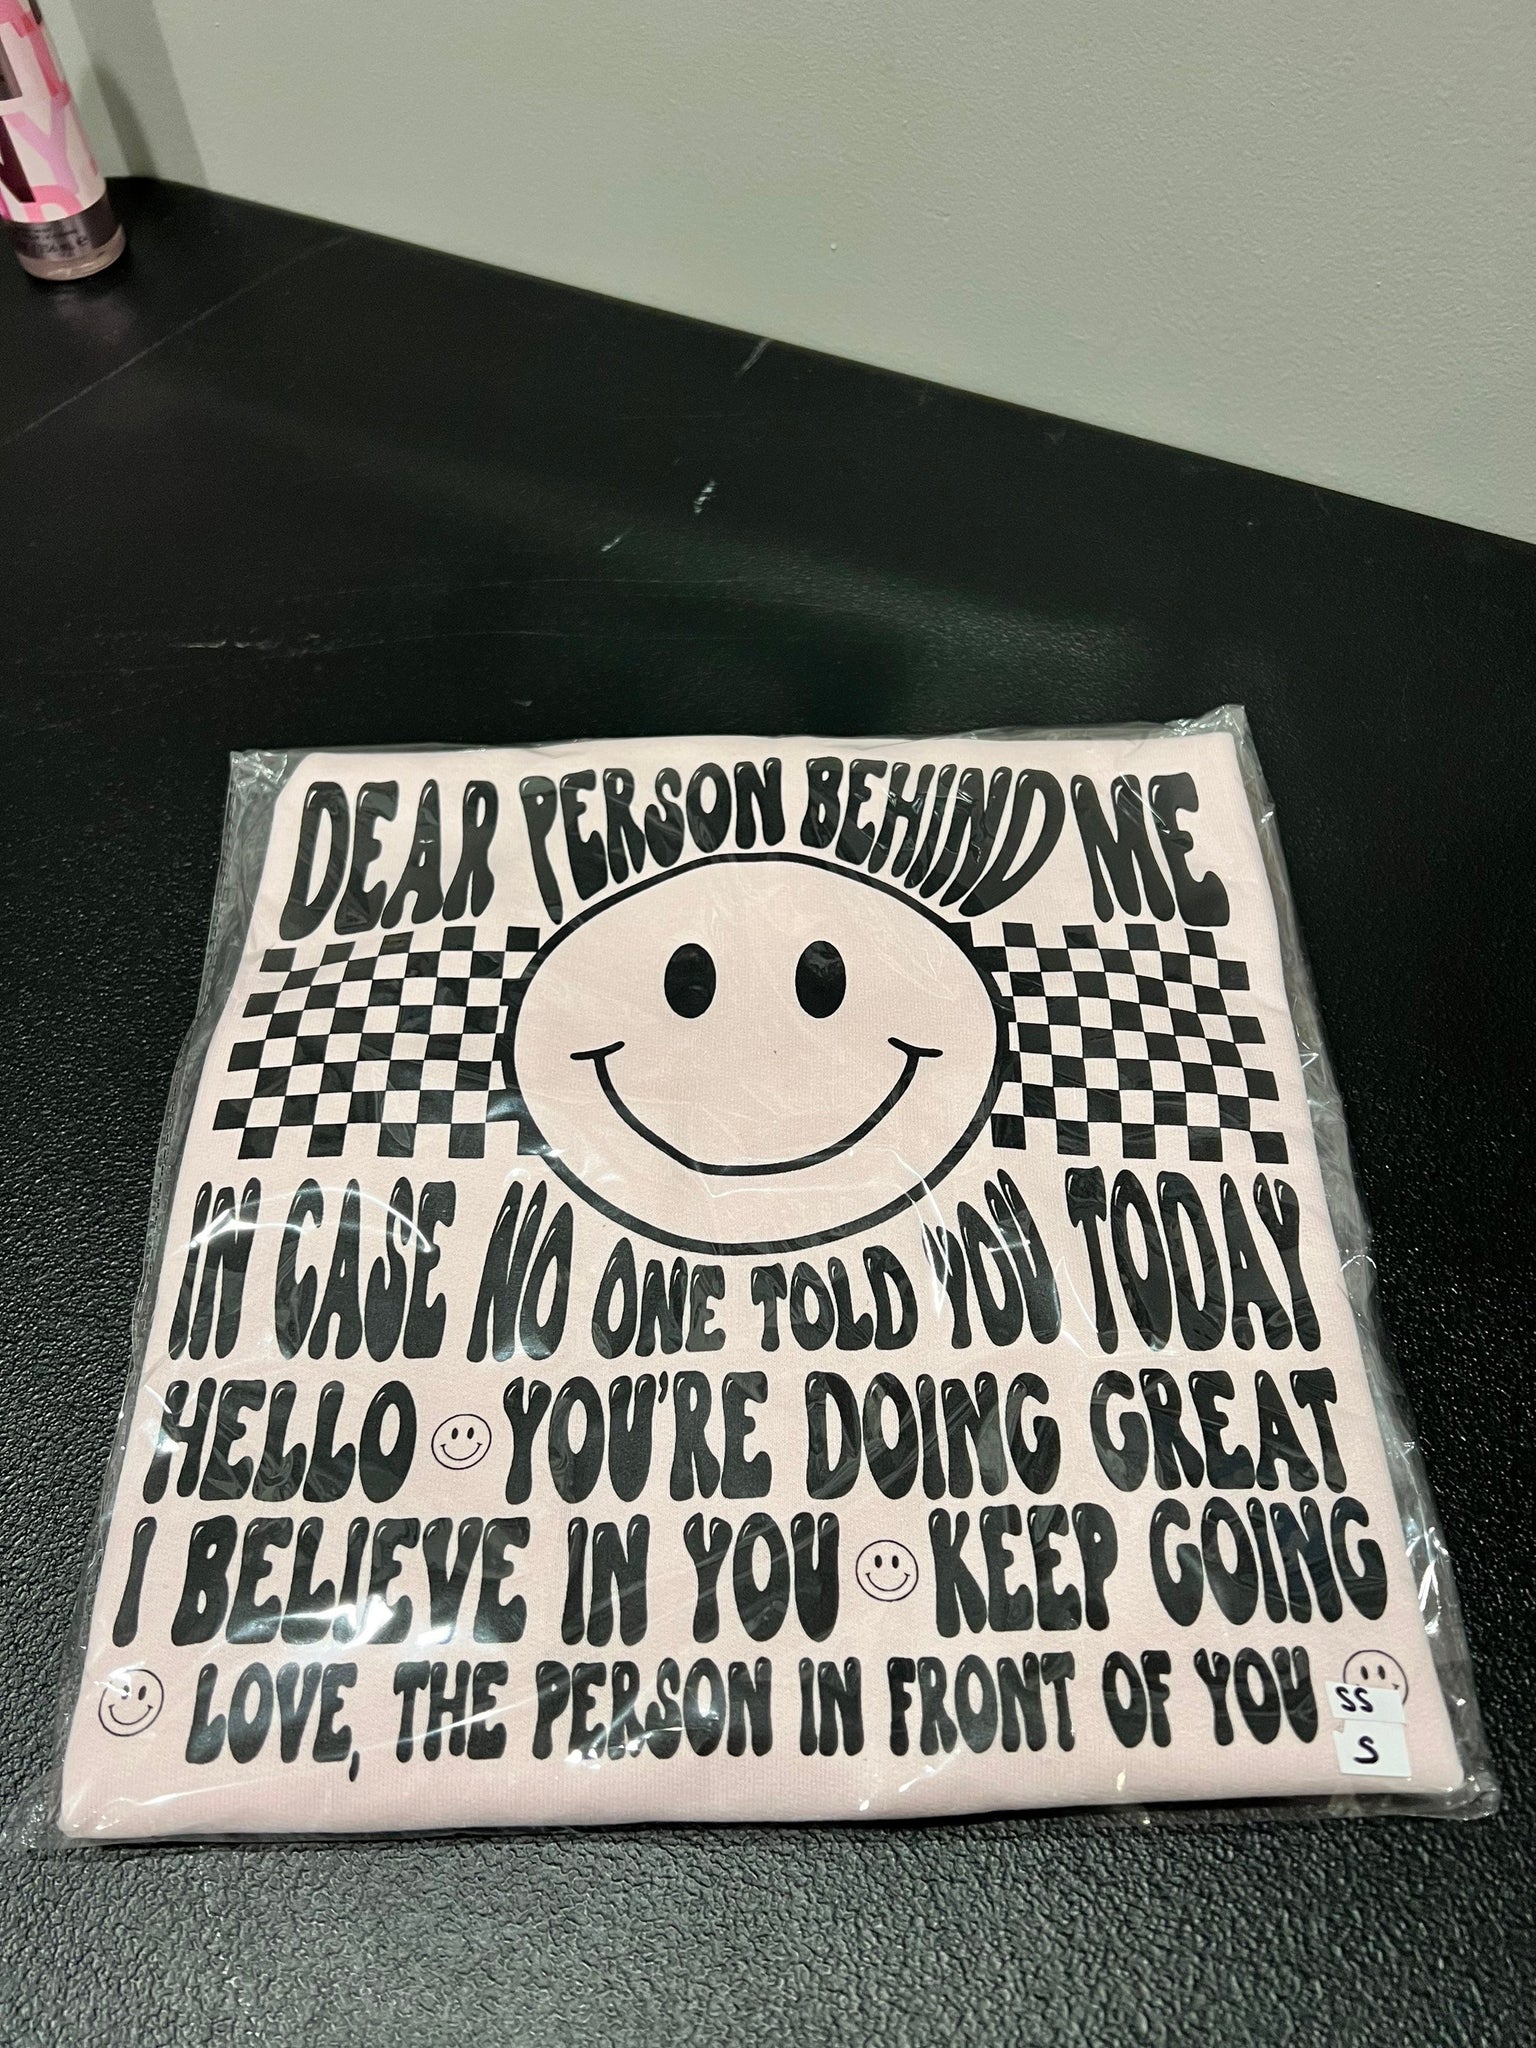 DEAR PERSON BEHIND ME
IN CASE NO ONE TOLD YOU TODAY
HELLO YOU'RE DOING GREAT
I BELIEVE IN YOU KEEP GOING
LOVE, THE PERSON IN FRONT OF YOU
SS
S